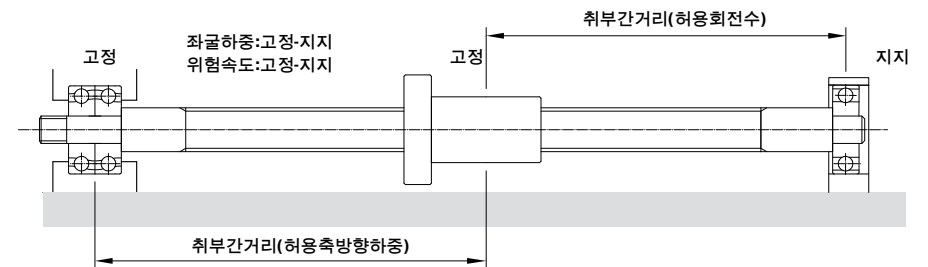 취부간거리(허용회전수)
좌굴하중:고정-지지
위험속도:고정-지지
고정
고정
지지
취부간거리(허용축방향하중)